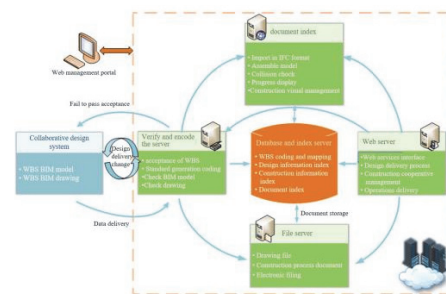 document index
Import in IFC format
Assemble model
Collision check
Progress display
Construction visual management
Web management portal
Fail to pass acceptance
Collaborative design
system
WBS BIM model
WBS BIM drawing
Design
delivery
change
Verify and encode
the server
acceptance of WBS
Standard generation coding
Check BIM model
Check drawing
Database and index server
WBS coding and mapping
Design information index
Construction information
index
Document index
Web server
Web services interface
Design delivery process
Construction cooperative
management
Operations delivery
Data delivery
Document storage
File server
Drawing file
Construction process document
Electronic filing